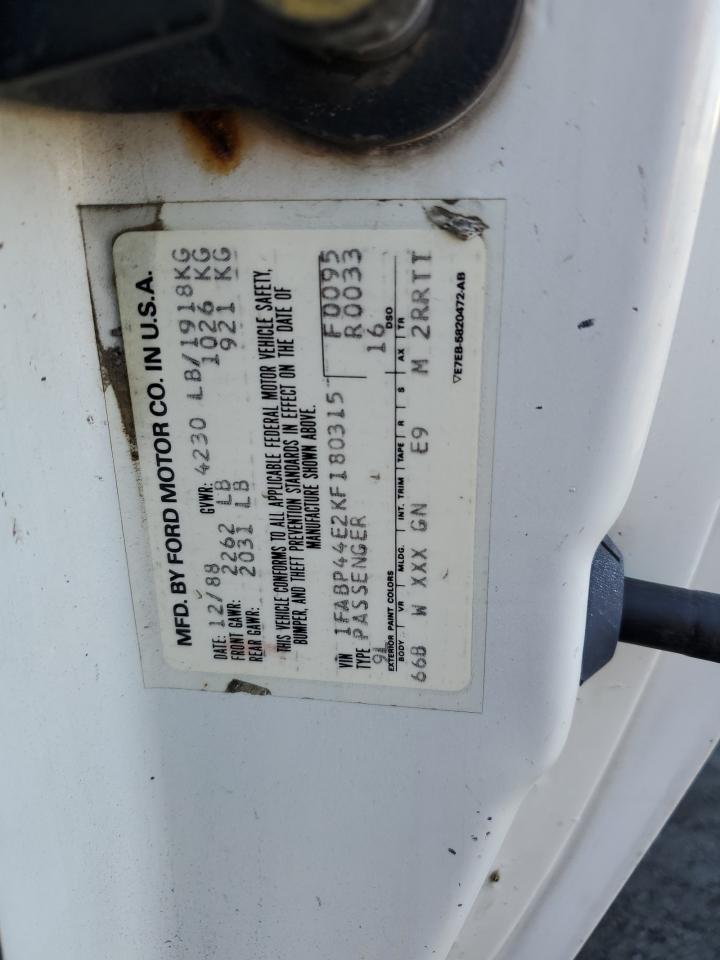 MFD. BY FORD MOTOR CO. IN U.S.A.
DATE: 12/88 GVWR: 4230 LB/1918KG
FRONT GAWR: 2262 LB 1026 KG
REAR GAWR: 2031 LB 921 KG
THIS VEHICLE CONFORMS TO ALL APPLICABLE FEDERAL MOTOR VEHICLE SAFETY,
BUMPER, AND THEFT PREVENTION STANDARDS IN EFFECT ON THE DATE OF
MANUFACTURE SHOWN ABOVE.
VIN 1FABP44E2KF180315 F0095
TYPE PASSENGER R0033
9L 16
EXTERIOR PAINT COLORS DSO
BODY VR MLDG. INT. TRIM TAPE R S AX TR
66B W XXX GN E9 M 2RRTT
▽E7EB-5820472-AB